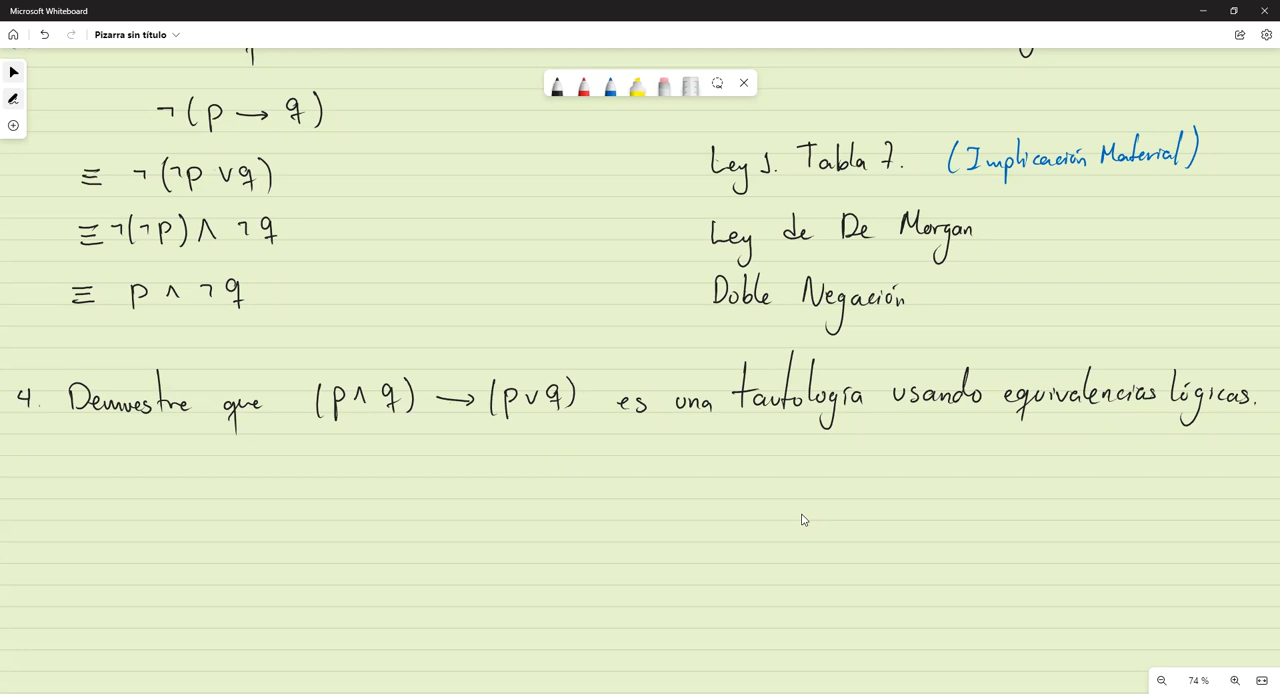 Microsoft Whiteboard
Pizarra sin título
¬(p → q)
≡ ¬(¬p ∨ q) Ley 1. Tabla 7. (Implicación Material)
≡ ¬(¬p) ∧ ¬q Ley de De Morgan
≡ p ∧ ¬q Doble Negación
4. Demuestre que (p ∧ q) → (p ∨ q) es una tautología usando equivalencias lógicas.
74 %